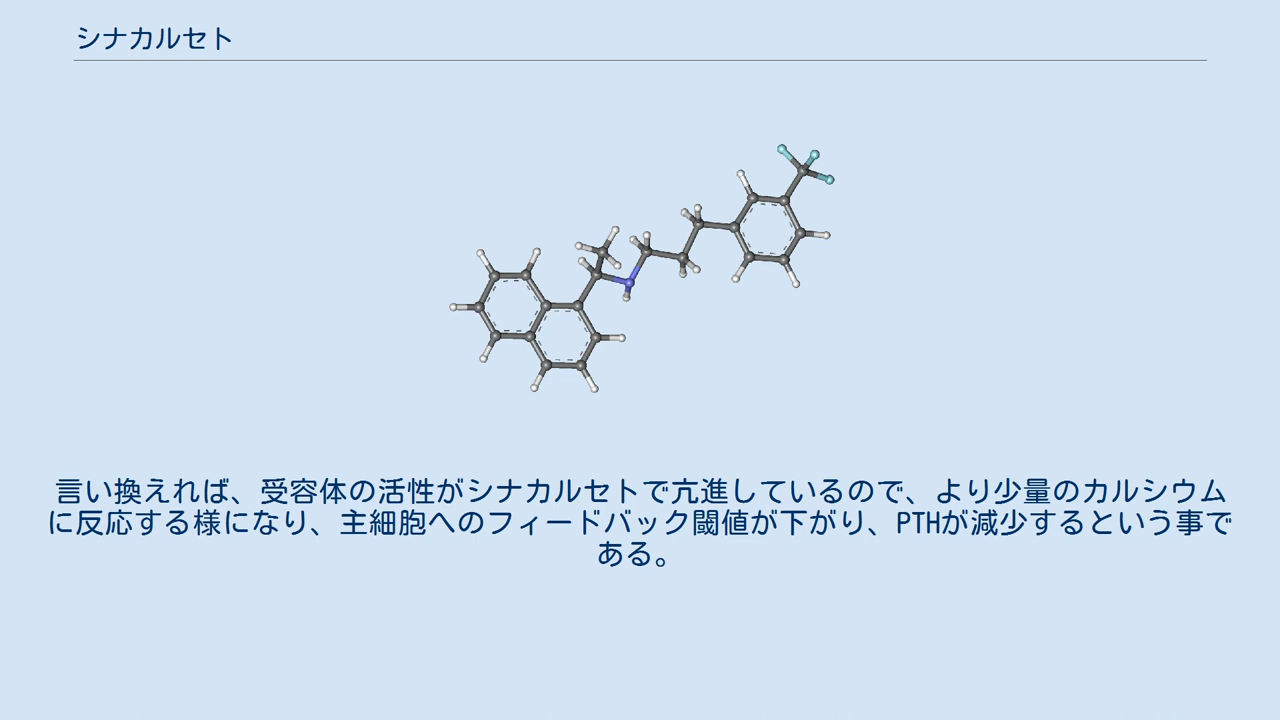 シナカルセト
言い換えれば、受容体の活性がシナカルセトで亢進しているので、より少量のカルシウム
に反応する様になり、主細胞へのフィードバック閾値が下がり、PTHが減少するという事で
ある。